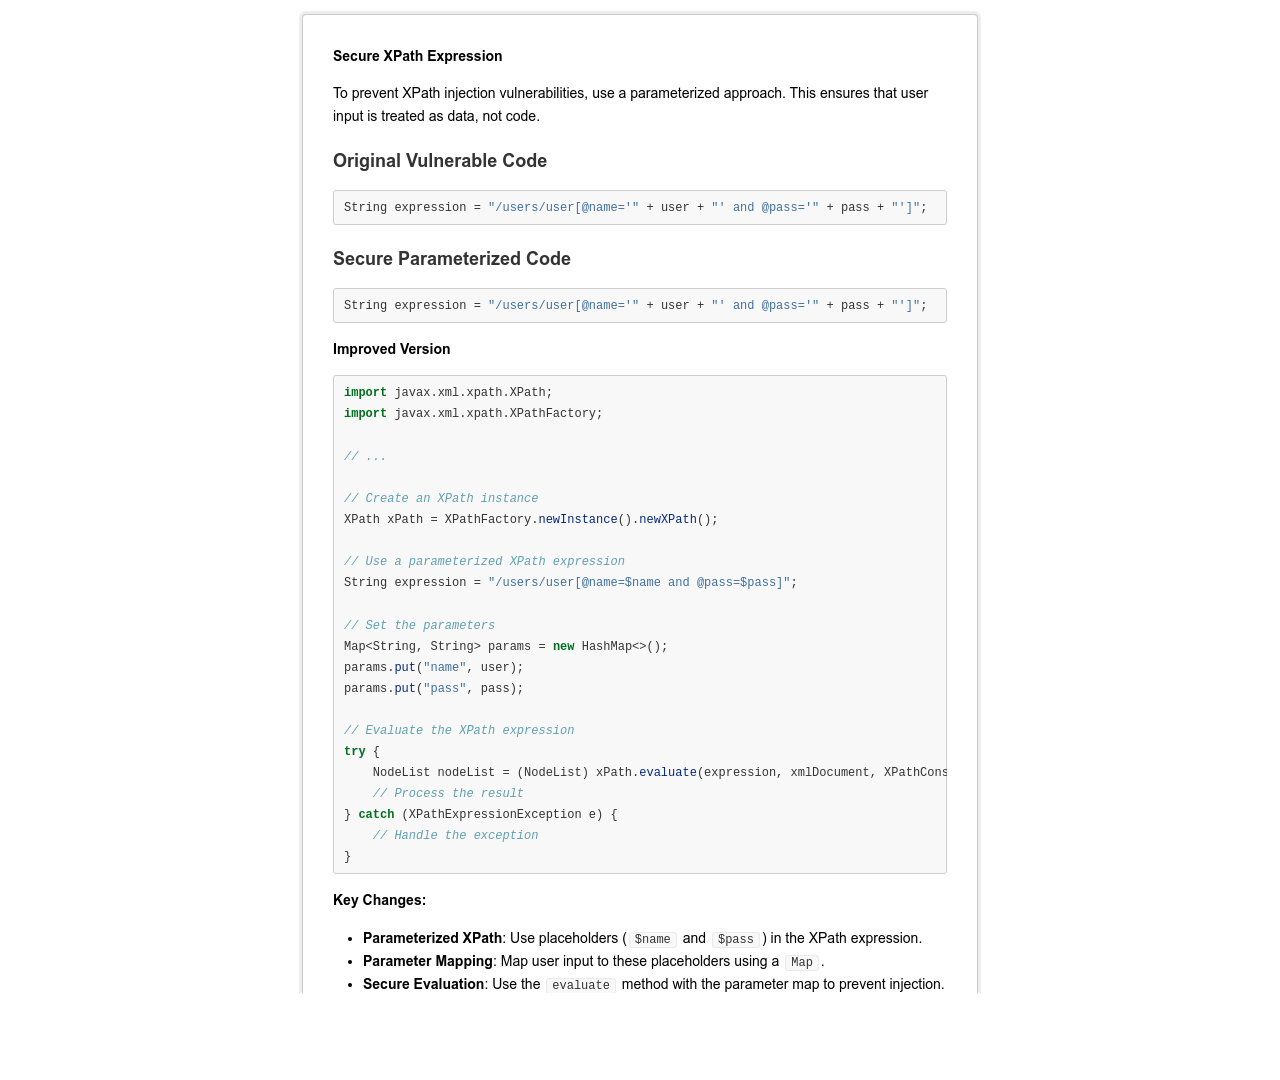 Secure XPath Expression
To prevent XPath injection vulnerabilities, use a parameterized approach. This ensures that user
input is treated as data, not code.
Original Vulnerable Code
String expression = "/users/user[@name='" + user + "' and @pass='" + pass + "']";
Secure Parameterized Code
String expression = "/users/user[@name='" + user + "' and @pass='" + pass + "']";
Improved Version
import javax.xml.xpath.XPath;
import javax.xml.xpath.XPathFactory;
// ...
// Create an XPath instance
XPath xPath = XPathFactory.newInstance().newXPath();
// Use a parameterized XPath expression
String expression = "/users/user[@name=$name and @pass=$pass]";
// Set the parameters
Map<String, String> params = new HashMap<>();
params.put("name", user);
params.put("pass", pass);
// Evaluate the XPath expression
try {
    NodeList nodeList = (NodeList) xPath.evaluate(expression, xmlDocument, XPathCons
    // Process the result
} catch (XPathExpressionException e) {
    // Handle the exception
}
Key Changes:
• Parameterized XPath: Use placeholders ( $name and $pass ) in the XPath expression.
• Parameter Mapping: Map user input to these placeholders using a Map .
• Secure Evaluation: Use the evaluate method with the parameter map to prevent injection.